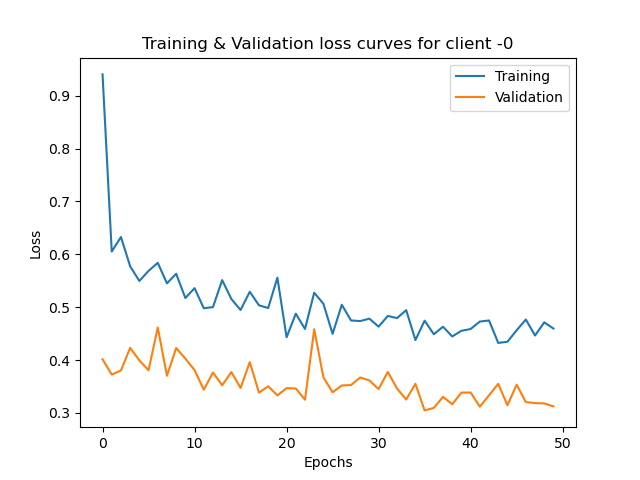 Training & Validation loss curves for client -0
Training
Validation
Loss
0.9
0.8
0.7
0.6
0.5
0.4
0.3
0
10
20
30
40
50
Epochs